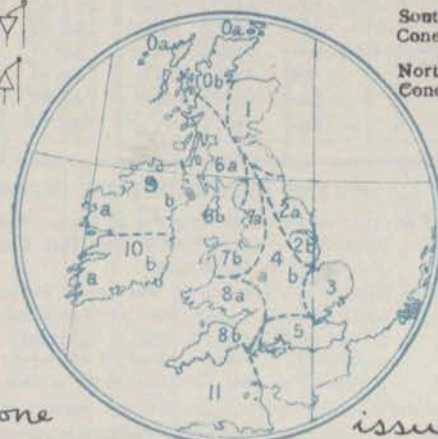 Sout
Cone
Nort
Cone
0a 0a
0b
1
6a
9
a b 6b 7a 2a
10 2b
a b 7b 4
b 3
8a
8b 5
11
one issu